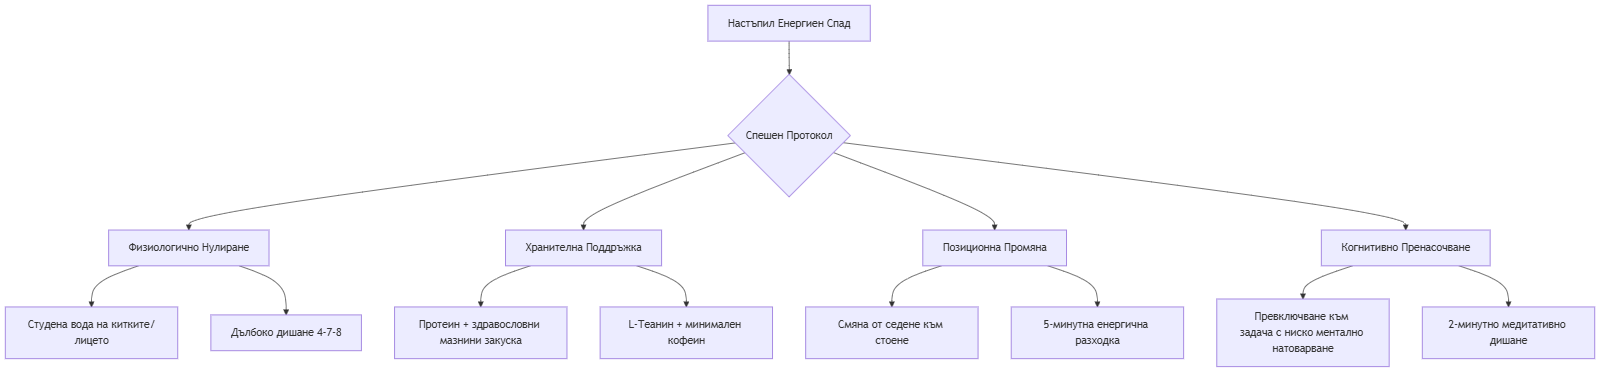 Настъпил Енергиен Спад
Спешен Протокол
Физиологично Нулиране
Хранителна Поддръжка
Позиционна Промяна
Когнитивно Пренасочване
Студена вода на китките/
лицето
Дълбоко дишане 4-7-8
Протеин + здравословни
мазнини закуска
L-Теанин + минимален
кофеин
Смяна от седене към
стоене
5-минутна енергична
разходка
Превключване към
задача с ниско ментално
натоварване
2-минутно медитативно
дишане